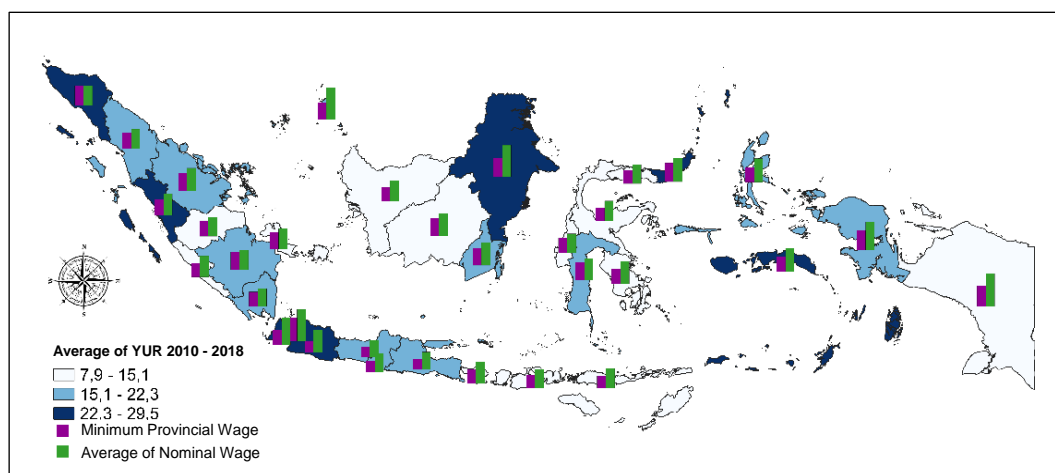 N
Average of YUR 2010 - 2018
7,9 - 15,1
15,1 - 22,3
22,3 - 29,5
Minimum Provincial Wage
Average of Nominal Wage